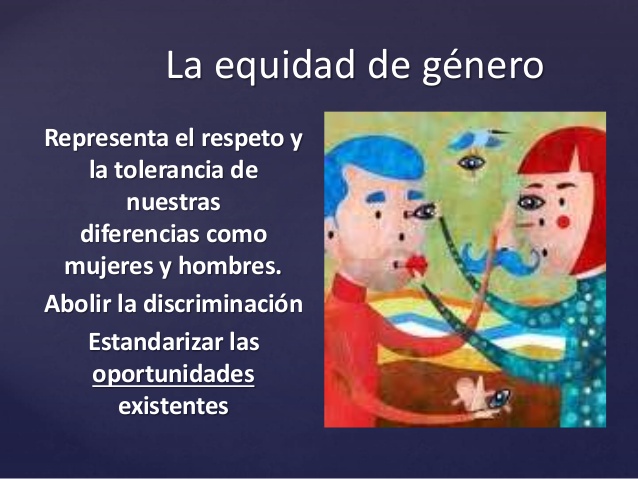 La equidad de género
Representa el respeto y
la tolerancia de
nuestras
diferencias como
mujeres y hombres.
Abolir la discriminación
Estandarizar las
oportunidades
existentes